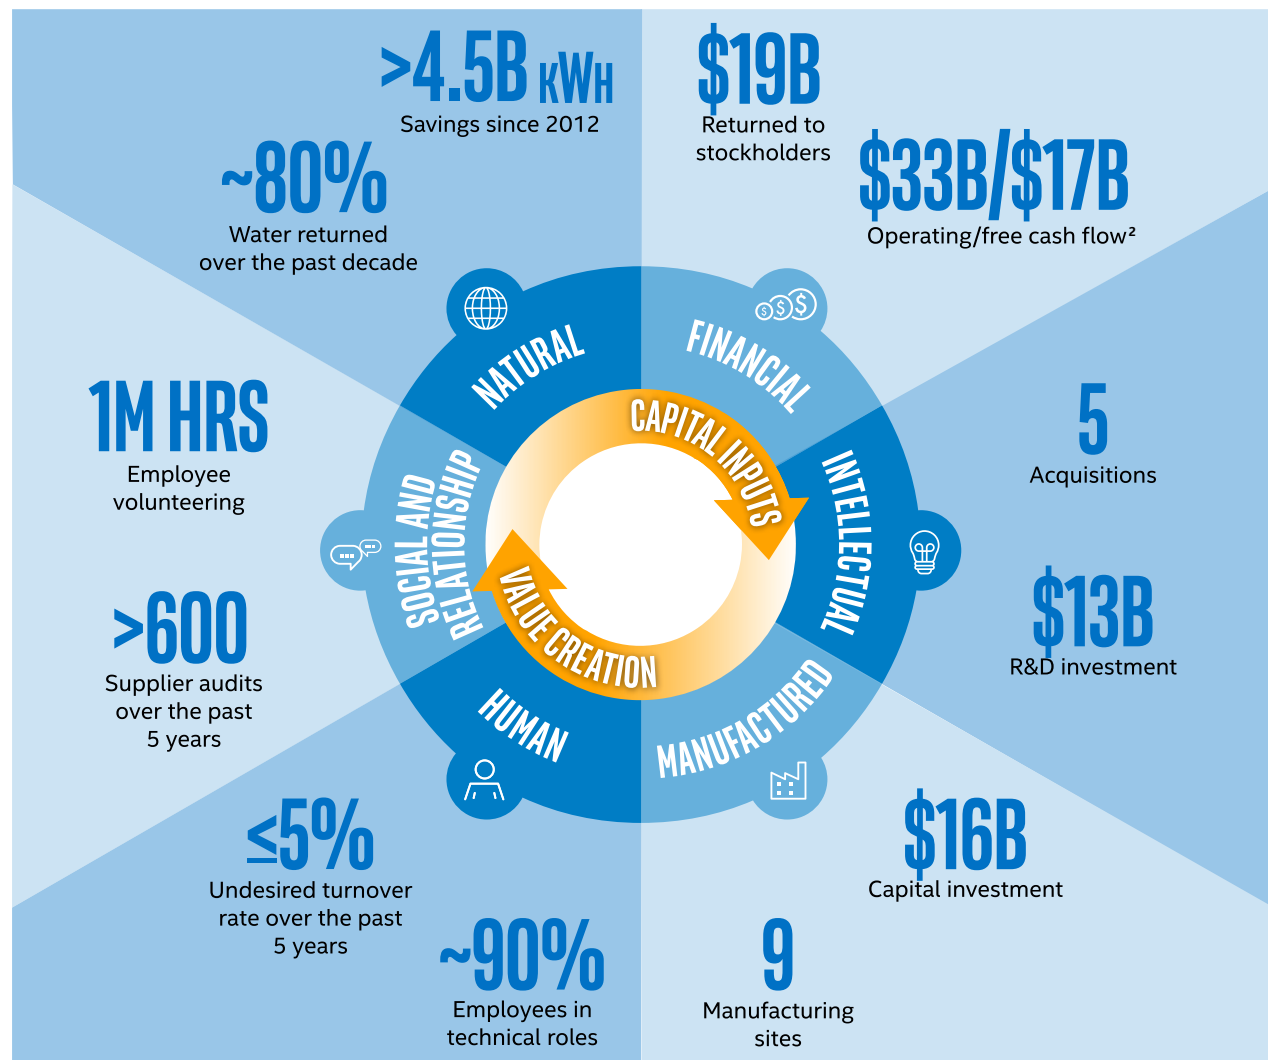 >4.5B kWh
Savings since 2012
~80%
Water returned
over the past decade
$19B
Returned to
stockholders
$33B/$17B
Operating/free cash flow²
NATURAL
FINANCIAL
CAPITAL INPUTS
1M HRS
Employee
volunteering
5
Acquisitions
SOCIAL AND
RELATIONSHIP
INTELLECTUAL
>600
Supplier audits
over the past
5 years
$13B
R&D investment
VALUE CREATION
HUMAN
MANUFACTURED
≤5%
Undesired turnover
rate over the past
5 years
~90%
Employees in
technical roles
$16B
Capital investment
9
Manufacturing
sites